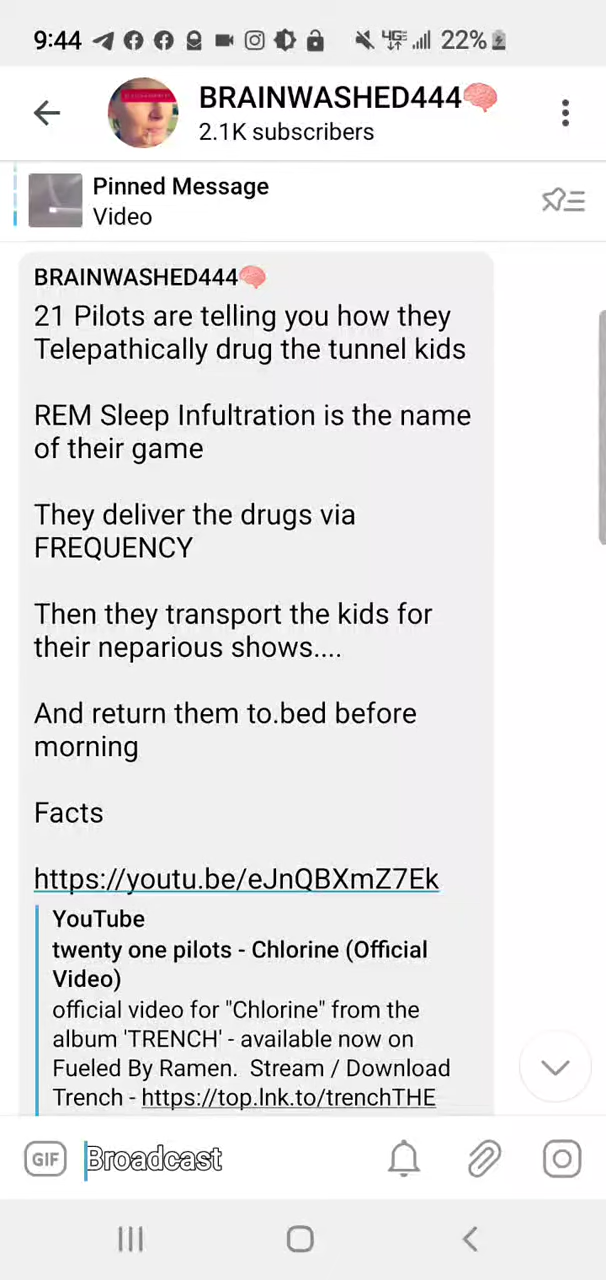 9:44
4GE 22%
BRAINWASHED444🧠
2.1K subscribers
Pinned Message
Video
BRAINWASHED444🧠
21 Pilots are telling you how they
Telepathically drug the tunnel kids
REM Sleep Infultration is the name
of their game
They deliver the drugs via
FREQUENCY
Then they transport the kids for
their neparious shows....
And return them to.bed before
morning
Facts
https://youtu.be/eJnQBXmZ7Ek
YouTube
twenty one pilots - Chlorine (Official
Video)
official video for "Chlorine" from the
album 'TRENCH' - available now on
Fueled By Ramen. Stream / Download
Trench - https://top.lnk.to/trenchTHE
GIF Broadcast